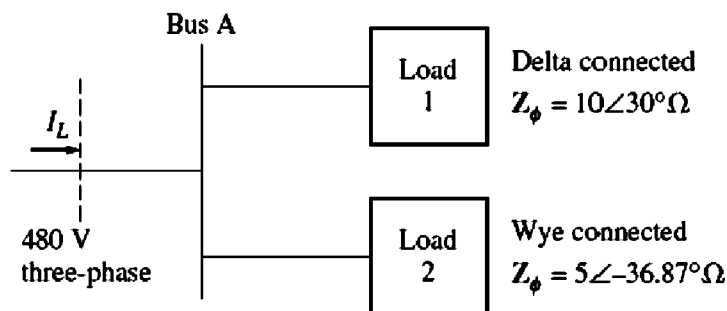 Bus A
I_L
480 V
three-phase
Load
1
Delta connected
Z_ϕ = 10∠30°Ω
Load
2
Wye connected
Z_ϕ = 5∠–36.87°Ω